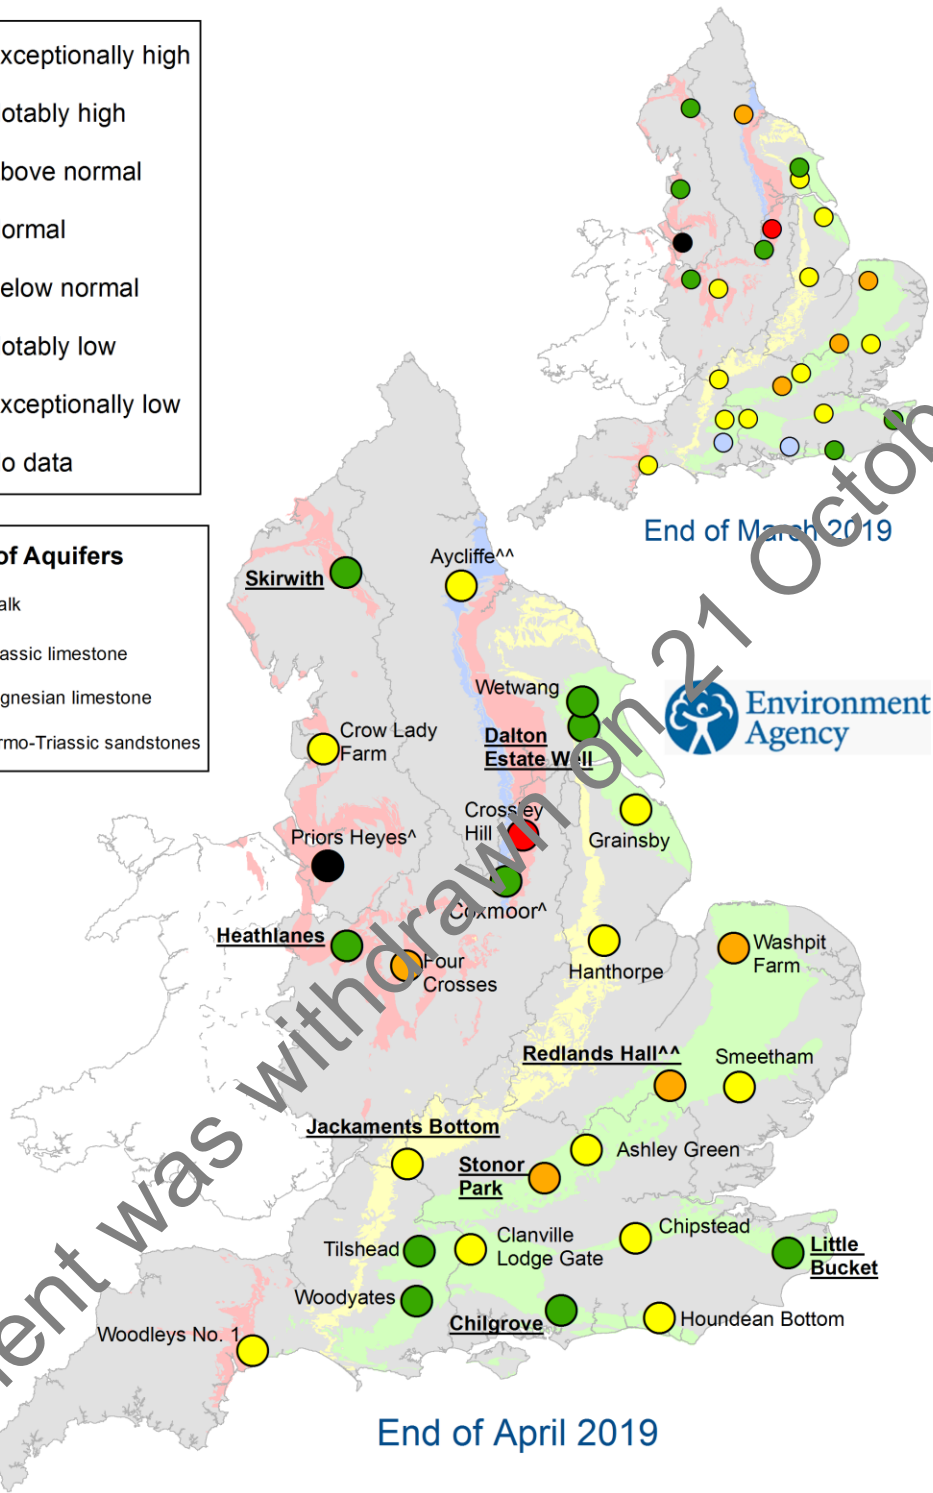 xceptionally high
otably high
bove normal
ormal
elow normal
otably low
xceptionally low
o data
of Aquifers
alk
assic limestone
gnesian limestone
rmo-Triassic sandstones
End of March 2019
Environment
Agency
Skirwith
Aycliffe^^
Wetwang
Dalton
Estate Well
Crow Lady
Farm
Crossley
Hill
Grainsby
Priors Heyes^
Coxmoor^
Heathlanes
Four
Crosses
Hanthorpe
Washpit
Farm
Redlands Hall^^
Smeetham
Jackaments Bottom
Ashley Green
Stonor
Park
Tilshead
Clanville
Lodge Gate
Chipstead
Little
Bucket
Woodyates
Chilgrove
Houndean Bottom
Woodleys No. 1
End of April 2019
ent was withdrawn on 21 Octob